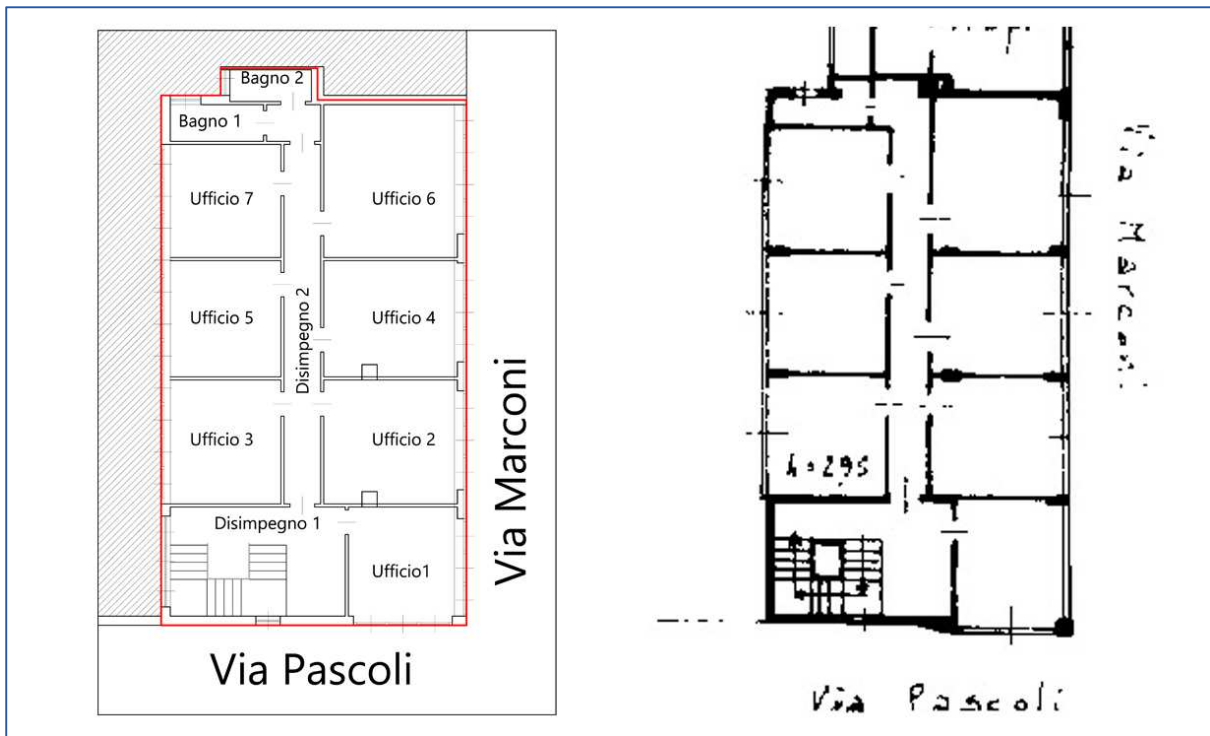 Bagno 2
Bagno 1
Ufficio 7
Ufficio 6
Ufficio 5
Disimpegno 2
Ufficio 4
Ufficio 3
Ufficio 2
Disimpegno 1
Ufficio1
Via Marconi
Via Pascoli
Via Marconi
h=295
Via Pascoli